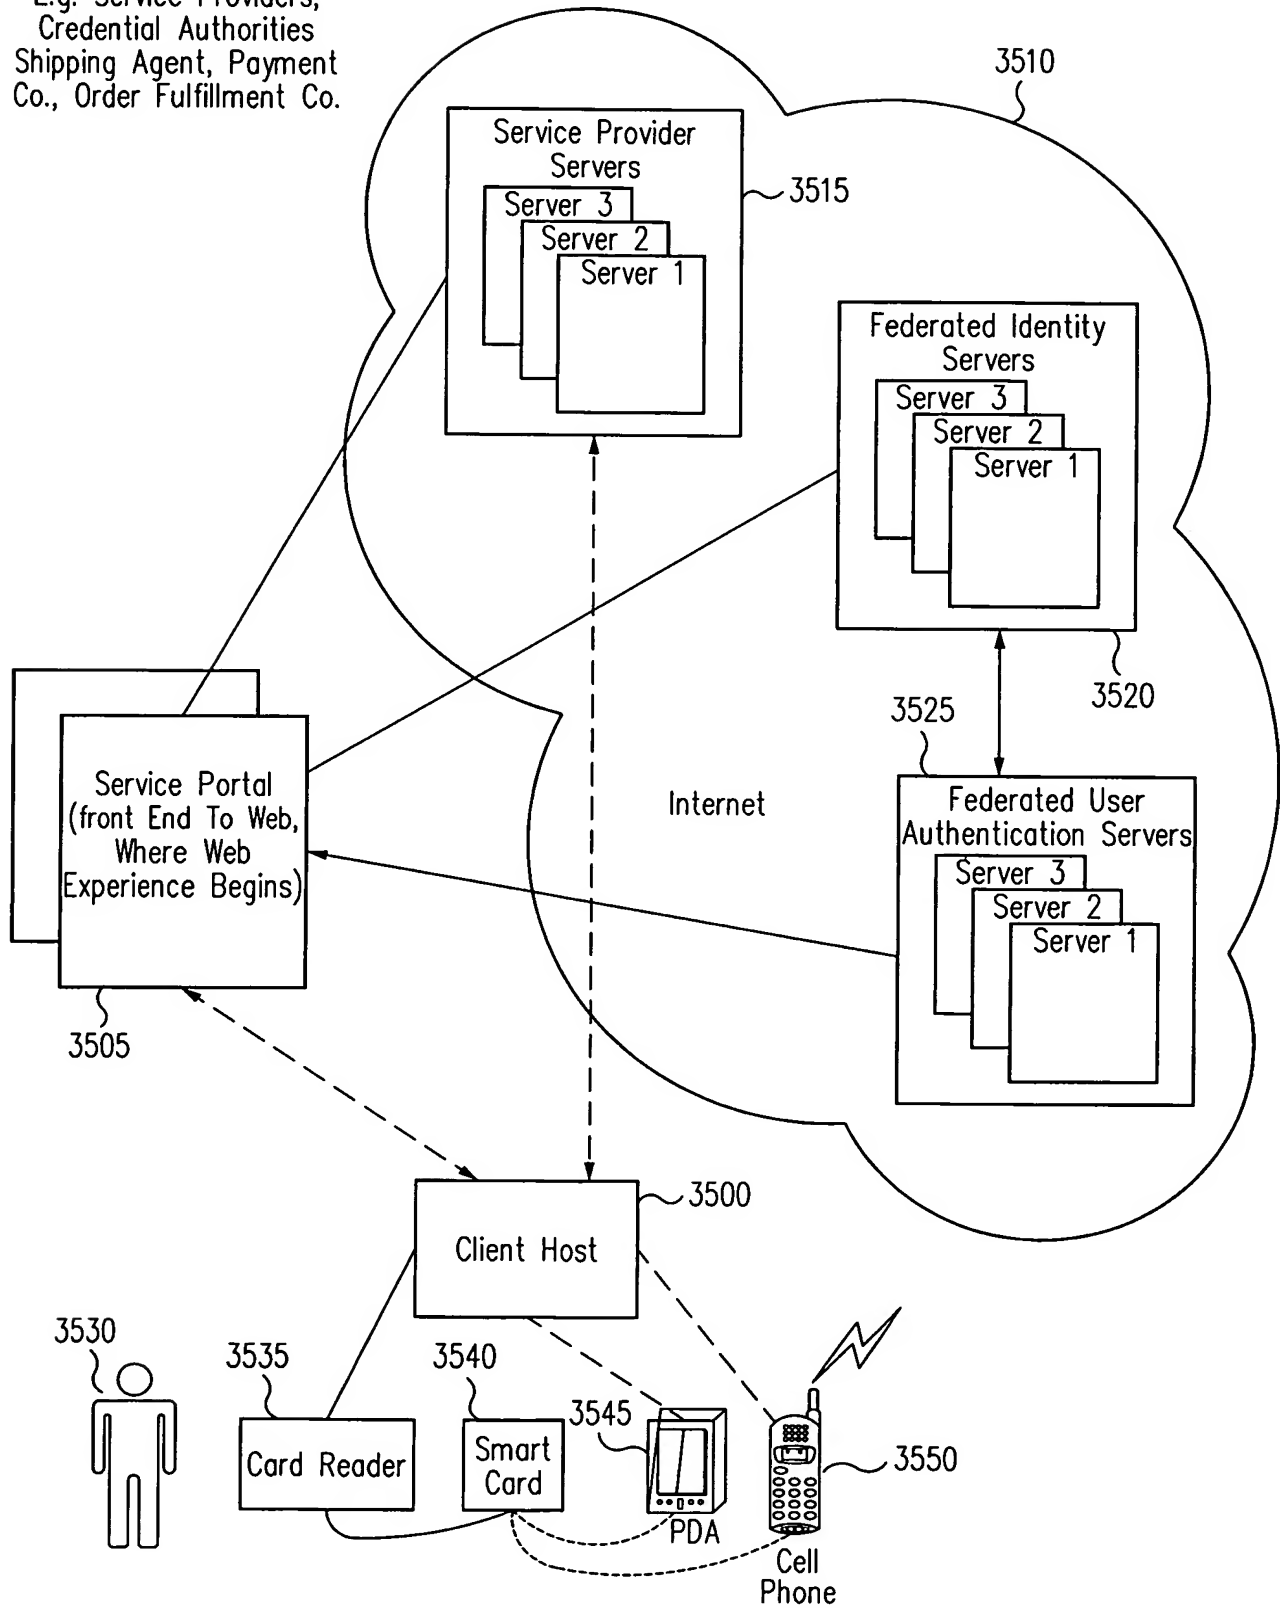 E.g. Service Providers,
Credential Authorities
Shipping Agent, Payment
Co., Order Fulfillment Co.
3510
Service Provider
Servers
3515
Server 3
Server 2
Server 1
Federated Identity
Servers
Server 3
Server 2
Server 1
3520
3525
Service Portal
(front End To Web,
Where Web
Experience Begins)
Internet
Federated User
Authentication Servers
Server 3
Server 2
Server 1
3505
3500
Client Host
3530
3535
3540
3545
Card Reader
Smart
Card
3550
PDA
Cell
Phone